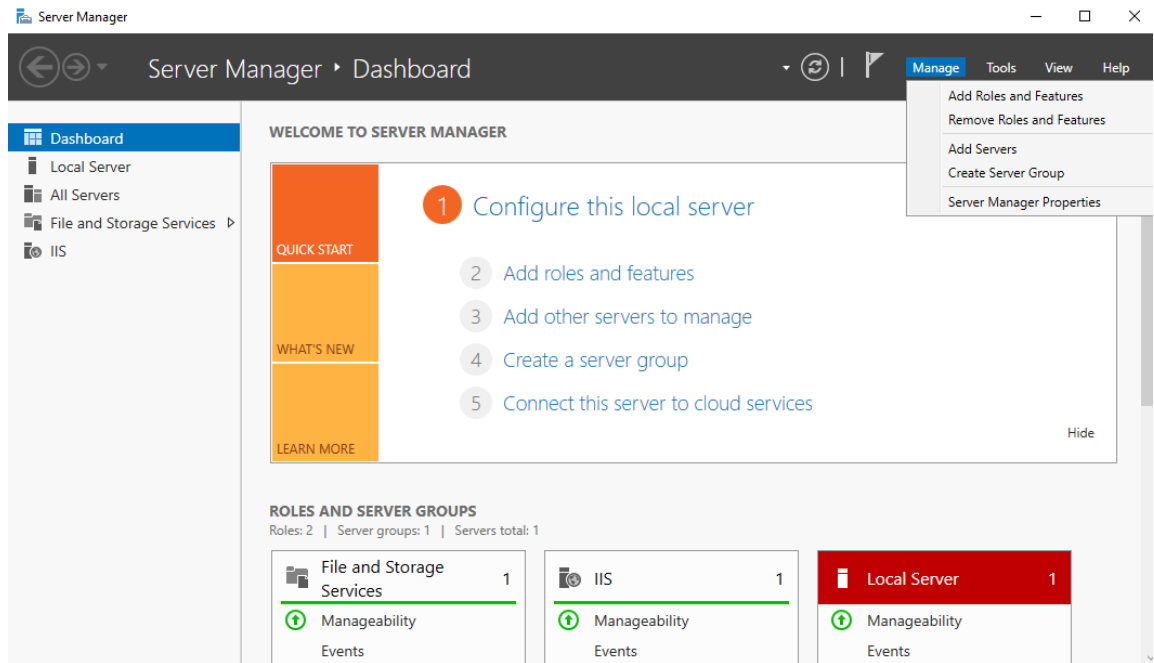 Server Manager
Server Manager ‣ Dashboard
Manage Tools View Help
Add Roles and Features
Remove Roles and Features
Add Servers
Create Server Group
Server Manager Properties
Dashboard
Local Server
All Servers
File and Storage Services
IIS
WELCOME TO SERVER MANAGER
QUICK START
WHAT'S NEW
LEARN MORE
1 Configure this local server
2 Add roles and features
3 Add other servers to manage
4 Create a server group
5 Connect this server to cloud services
Hide
ROLES AND SERVER GROUPS
Roles: 2 | Server groups: 1 | Servers total: 1
File and Storage
Services 1
Manageability
Events
IIS 1
Manageability
Events
Local Server 1
Manageability
Events